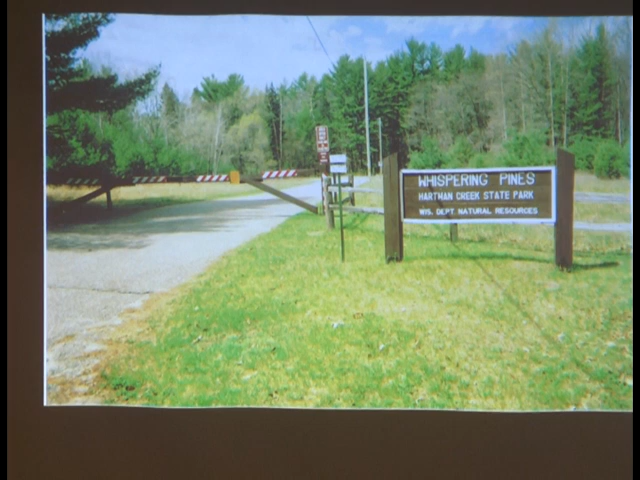 WHISPERING PINES
HARTMAN CREEK STATE PARK
WIS. DEPT. NATURAL RESOURCES